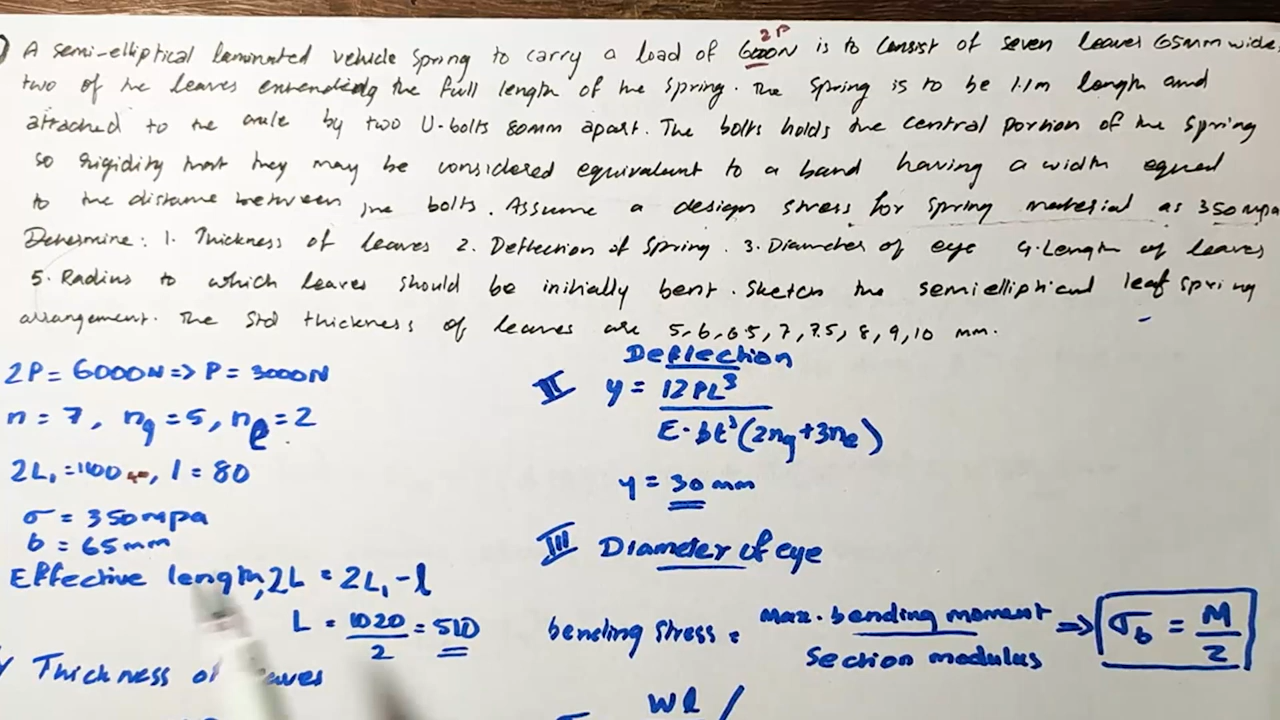 A semi-elliptical laminated vehicle spring to carry a load of 6000N is to consist of seven leaves 65mm wide.
2P
two of the leaves extending the full length of the spring. The spring is to be 1.1m length and
attached to the axle by two U-bolts 80mm apart. The bolts holds the central portion of the spring
so rigidity that they may be considered equivalent to a band having a width equal
to the distance between the bolts. Assume a design stress for spring material as 350mpa
Determine: 1. Thickness of leaves 2. Deflection of spring. 3. Diameter of eye 4. Length of leaves
5. Radius to which leaves should be initially bent. Sketch the semielliptical leaf spring
arrangement. The Std thickness of leaves are 5, 6, 6.5, 7, 7.5, 8, 9, 10 mm.
2P = 6000N => P = 3000N
n = 7, ng = 5, ne = 2
2L₁ = 1100, l = 80
σ = 350mpa
b = 65mm
Effective length, 2L = 2L₁ - l
L = 1020/2 = 510
Thickness of leaves
Deflection
II y = 12PL³ / E·bt³(2ng+3ne)
y = 30mm
III Diameter of eye
bending stress = Max. bending moment / Section modulus => σb = M/Z
Wl